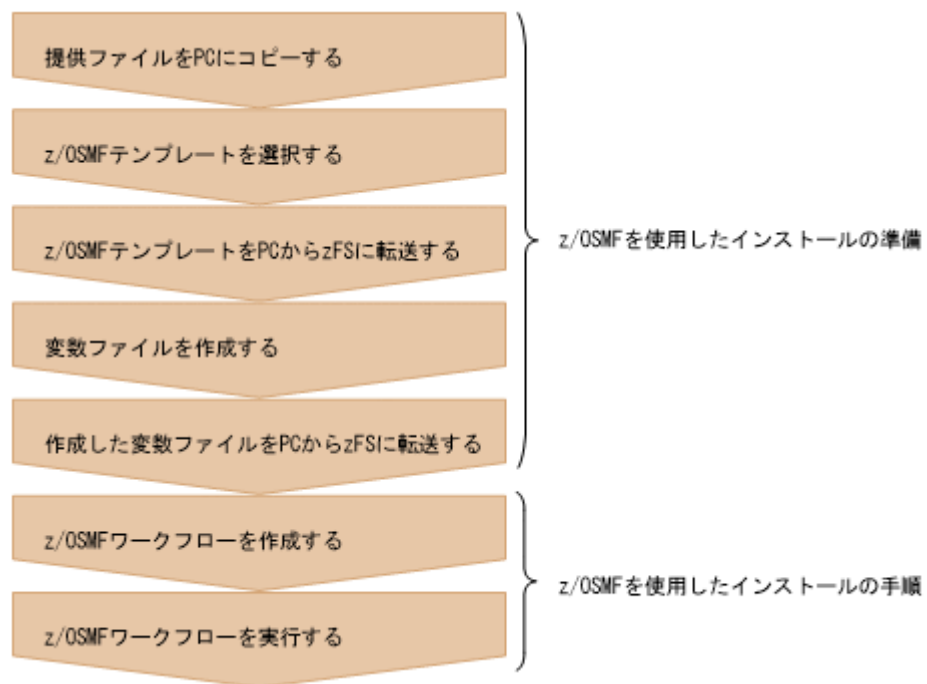 提供ファイルをPCにコピーする
z/OSMFテンプレートを選択する
z/OSMFテンプレートをPCからzFSに転送する
変数ファイルを作成する
作成した変数ファイルをPCからzFSに転送する
z/OSMFを使用したインストールの準備
z/OSMFワークフローを作成する
z/OSMFワークフローを実行する
z/OSMFを使用したインストールの手順